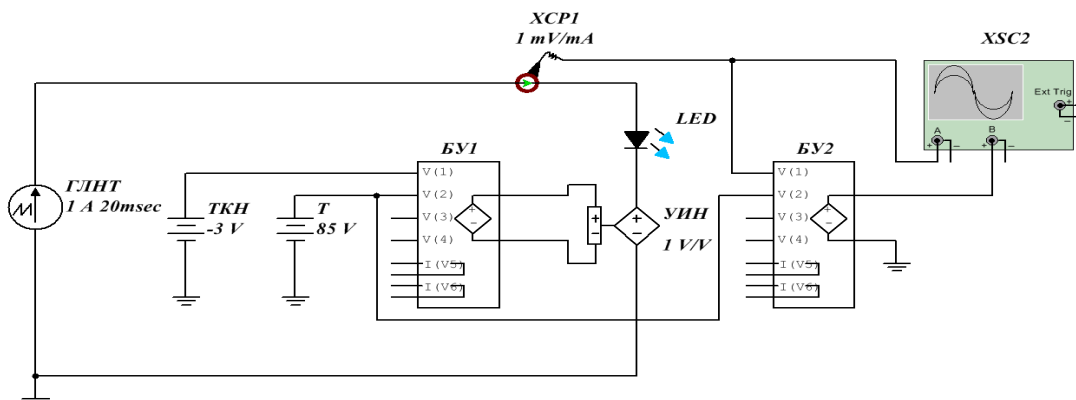 XCP1
1 mV/mA
XSC2
Ext Trig
+
–
A
B
+ – + –
LED
ГЛНТ
1 A 20msec
ТКН
-3 V
T
85 V
БУ1
V(1)
V(2)
V(3)
V(4)
I(V5)
I(V6)
+
–
+
–
УИН
1 V/V
+
–
БУ2
V(1)
V(2)
V(3)
V(4)
I(V5)
I(V6)
+
–